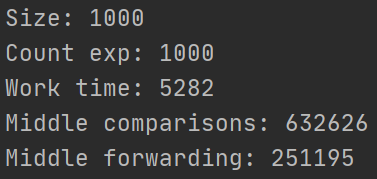 Size: 1000
Count exp: 1000
Work time: 5282
Middle comparisons: 632626
Middle forwarding: 251195